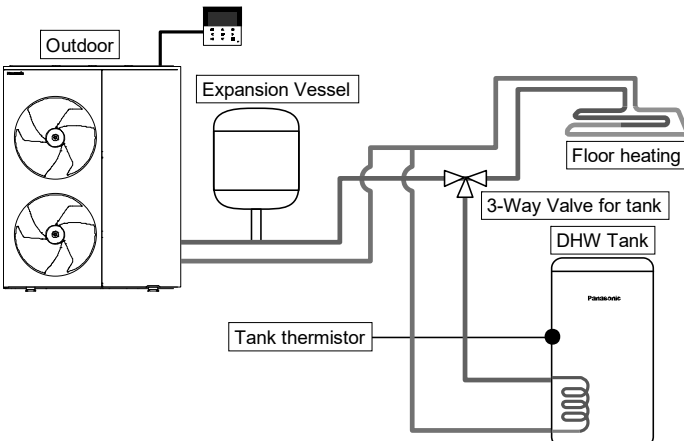 Outdoor
Expansion Vessel
Floor heating
3-Way Valve for tank
DHW Tank
Panasonic
Tank thermistor